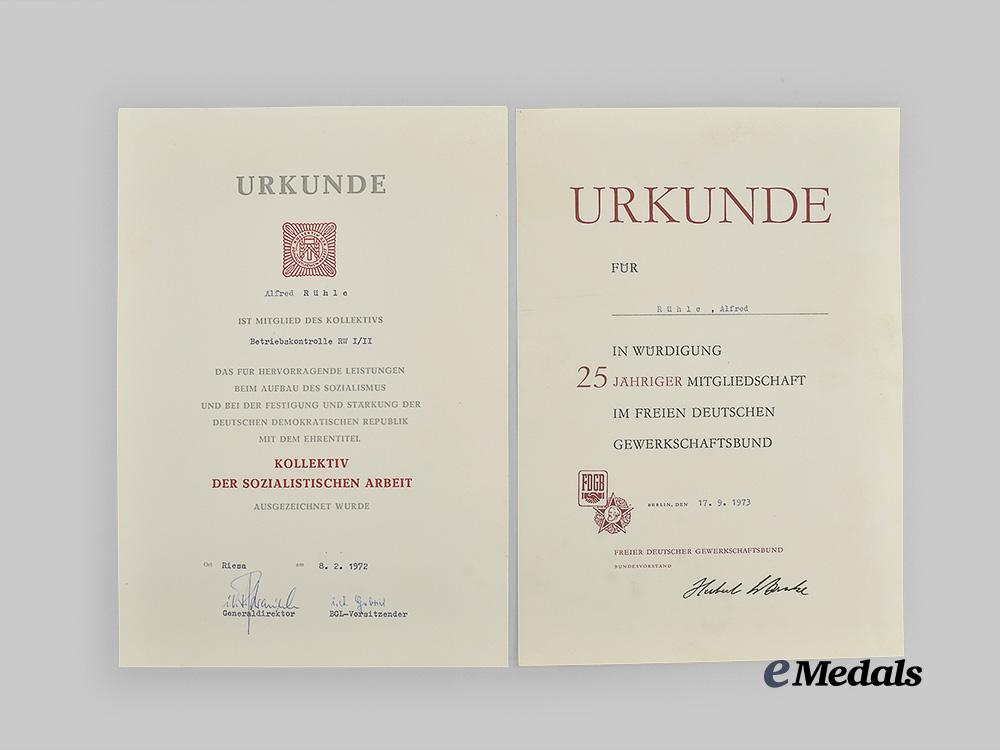 URKUNDE
Alfred Rühle
IST MITGLIED DES KOLLEKTIVS
Betriebskontrolle RW I/II
DAS FÜR HERVORRAGENDE LEISTUNGEN
BEIM AUFBAU DES SOZIALISMUS
UND BEI DER FESTIGUNG UND STÄRKUNG DER
DEUTSCHEN DEMOKRATISCHEN REPUBLIK
MIT DEM EHRENTITEL
KOLLEKTIV
DER SOZIALISTISCHEN ARBEIT
AUSGEZEICHNET WURDE
Ort Riesa am 8. 2. 1972
Generaldirektor BGL-Vorsitzender
URKUNDE
FÜR
Rühle , Alfred
IN WÜRDIGUNG
25 JÄHRIGER MITGLIEDSCHAFT
IM FREIEN DEUTSCHEN
GEWERKSCHAFTSBUND
FDGB
BERLIN, DEN 17. 9. 1973
FREIER DEUTSCHER GEWERKSCHAFTSBUND
BUNDESVORSTAND
eMedals